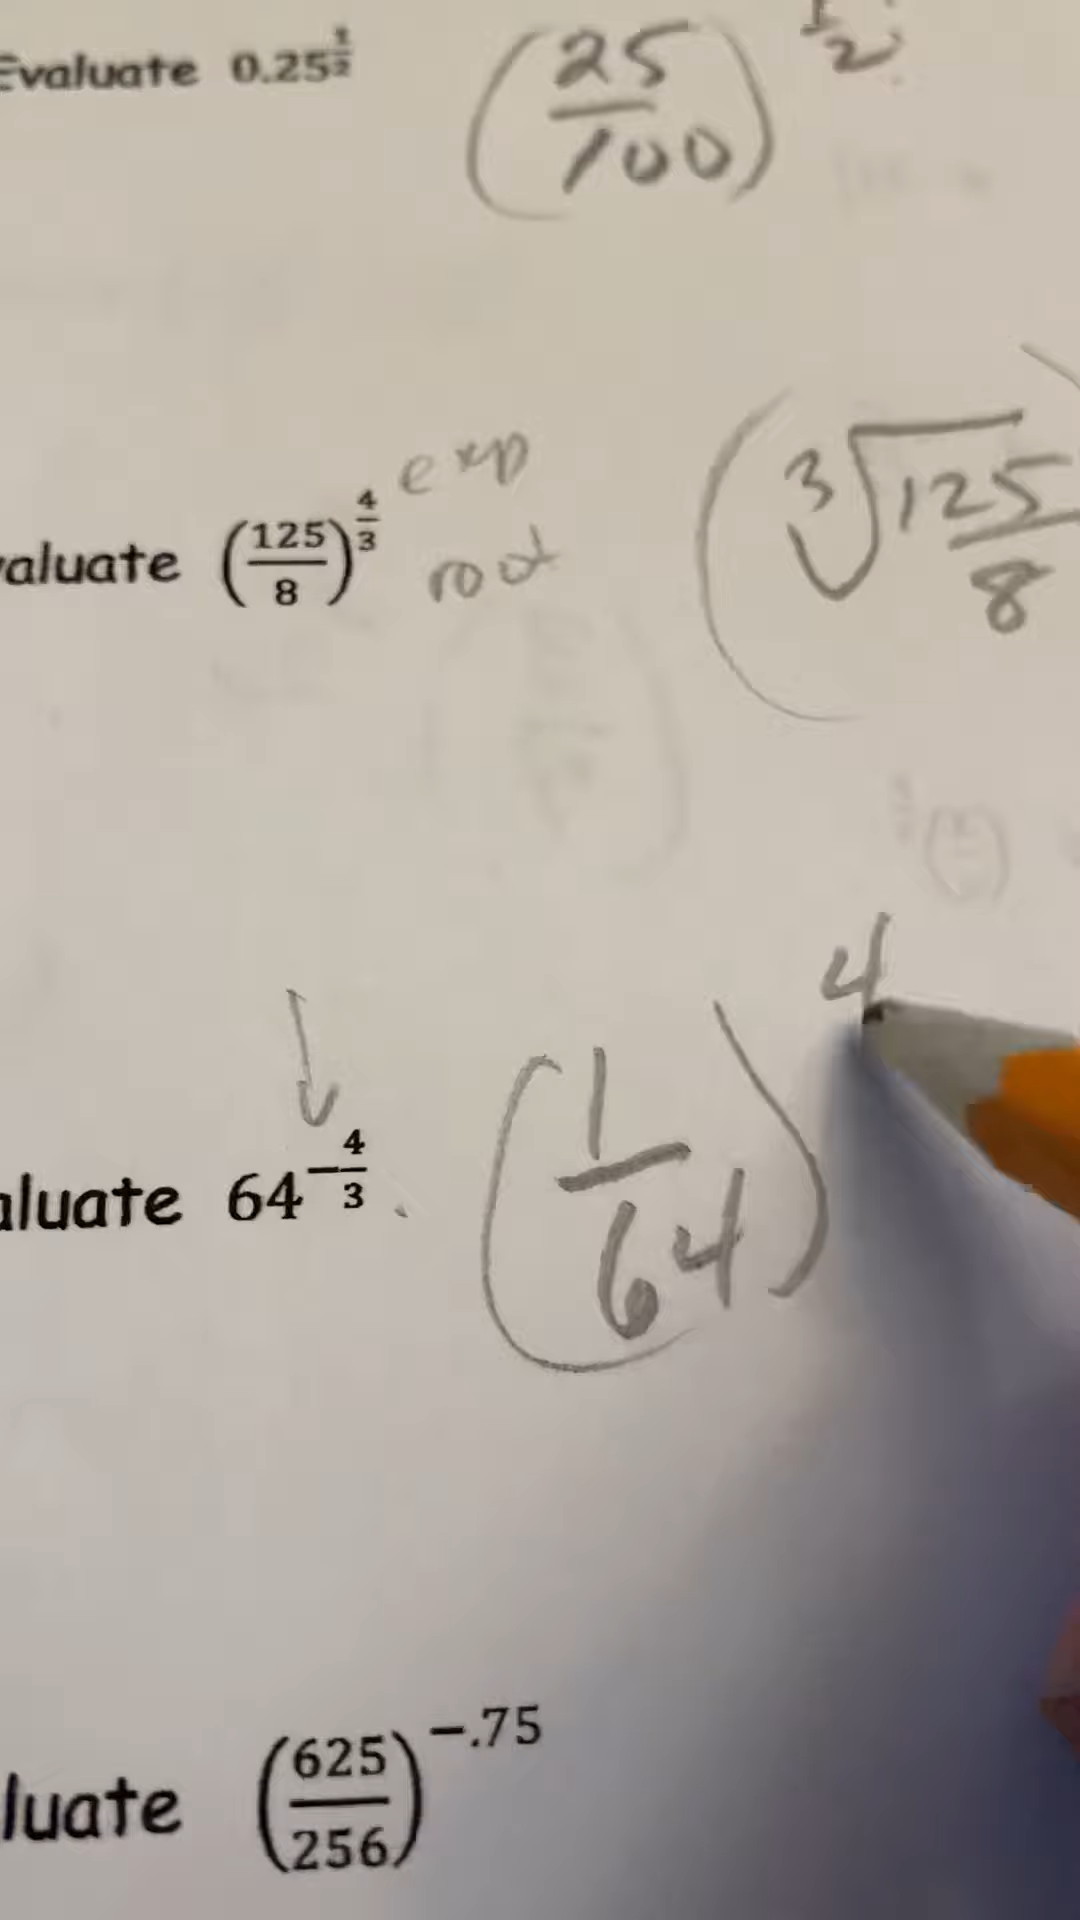 Evaluate 0.25^(1/2) (25/100)^(1/2)
valuate (125/8)^(4/3) exp root (∛(125/8))
aluate 64^(-4/3) . (1/64)^4
luate (625/256)^(-.75)